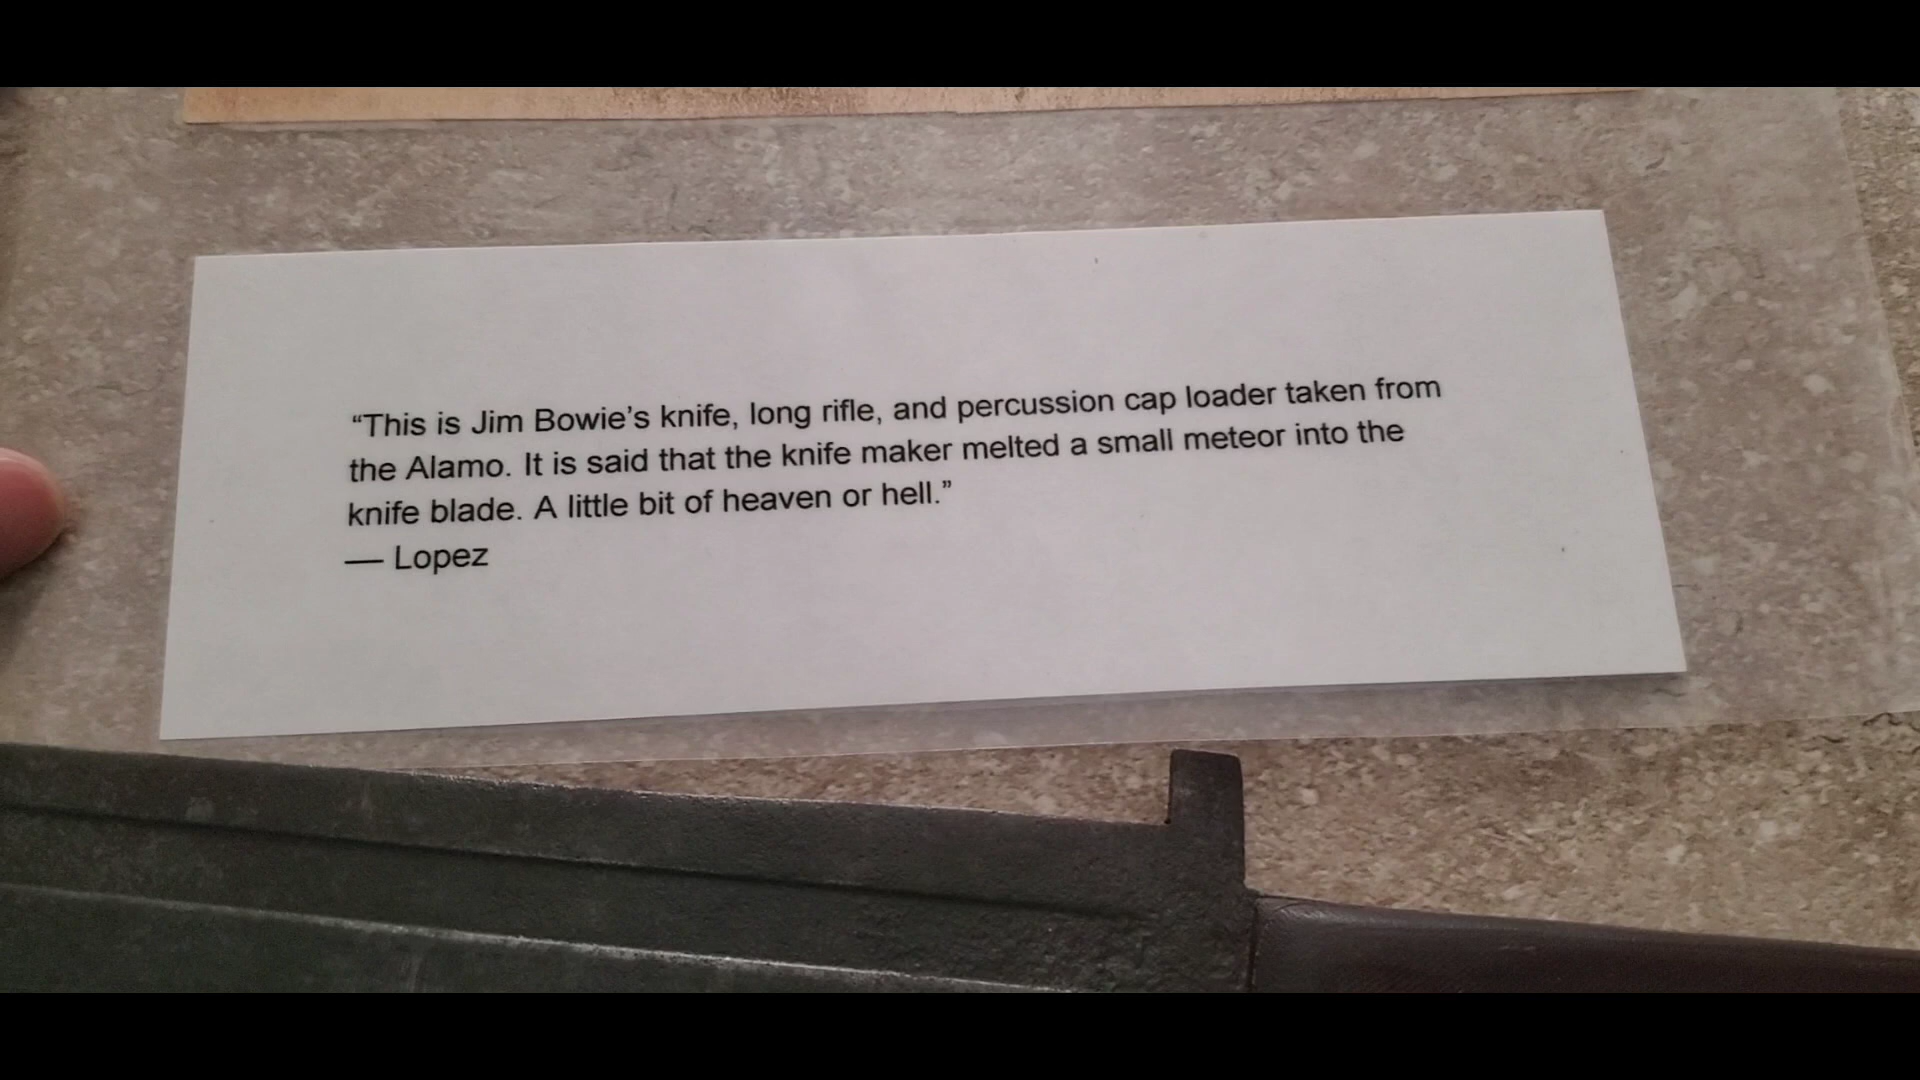 “This is Jim Bowie’s knife, long rifle, and percussion cap loader taken from
the Alamo. It is said that the knife maker melted a small meteor into the
knife blade. A little bit of heaven or hell.”
— Lopez